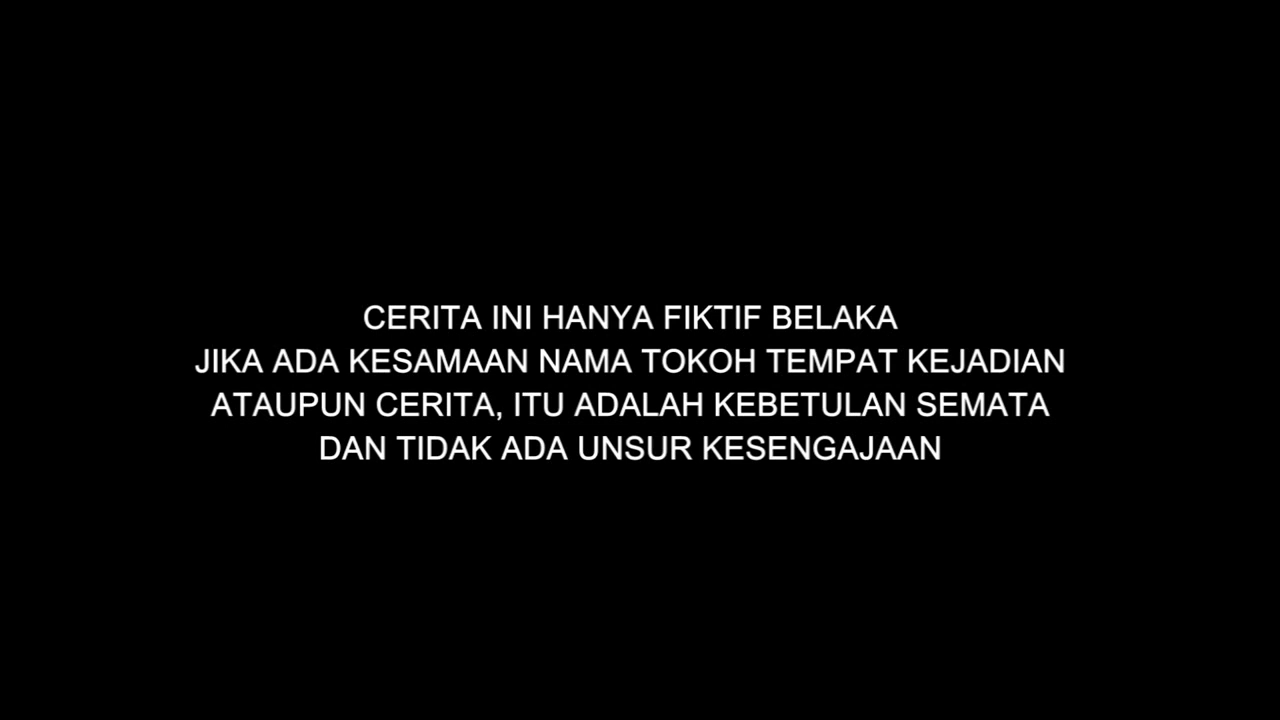 CERITA INI HANYA FIKTIF BELAKA
JIKA ADA KESAMAAN NAMA TOKOH TEMPAT KEJADIAN
ATAUPUN CERITA, ITU ADALAH KEBETULAN SEMATA
DAN TIDAK ADA UNSUR KESENGAJAAN